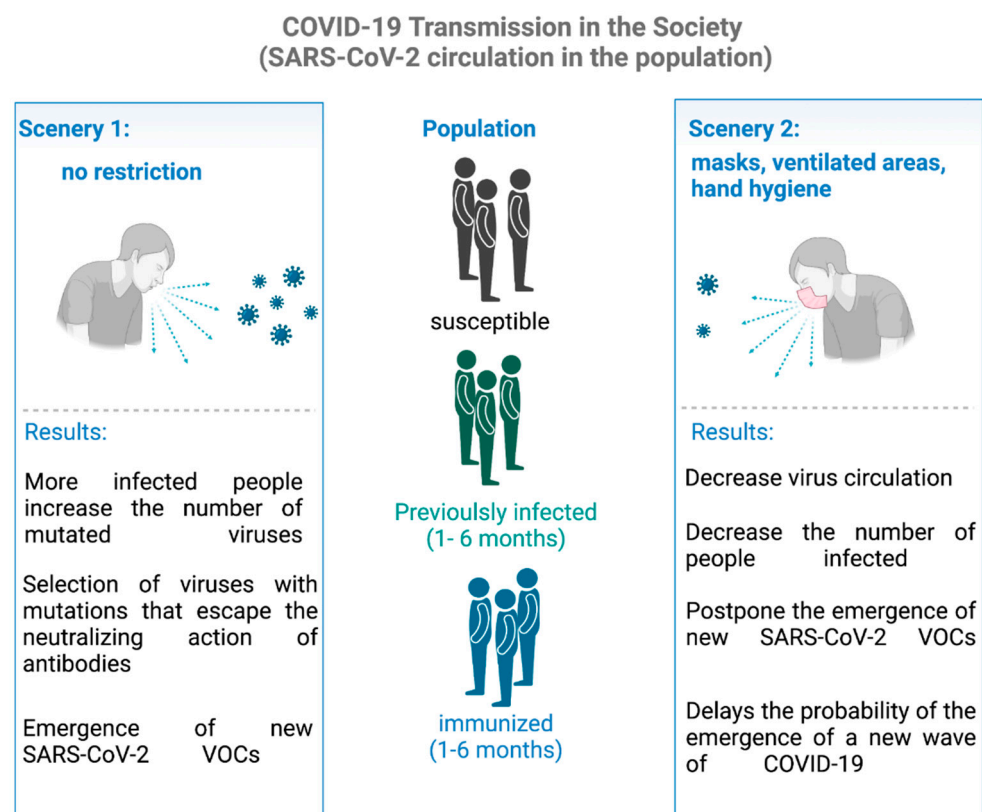 COVID-19 Transmission in the Society
(SARS-CoV-2 circulation in the population)
Scenery 1:
no restriction
Results:
More infected people
increase the number of
mutated viruses
Selection of viruses with
mutations that escape the
neutralizing action of
antibodies
Emergence of new
SARS-CoV-2 VOCs
Population
susceptible
Previoulsly infected
(1- 6 months)
immunized
(1-6 months)
Scenery 2:
masks, ventilated areas,
hand hygiene
Results:
Decrease virus circulation
Decrease the number of
people infected
Postpone the emergence of
new SARS-CoV-2 VOCs
Delays the probability of the
emergence of a new wave
of COVID-19